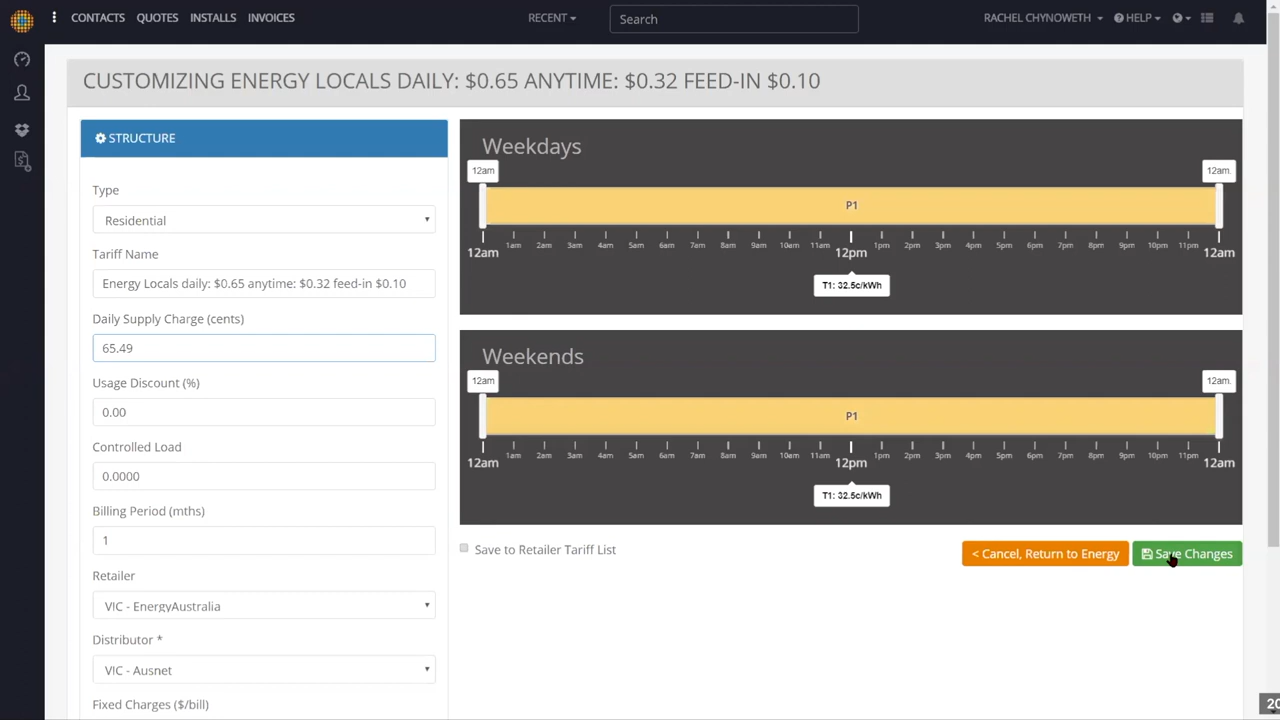 CONTACTS QUOTES INSTALLS INVOICES RECENT Search RACHEL CHYNOWETH HELP
CUSTOMIZING ENERGY LOCALS DAILY: $0.65 ANYTIME: $0.32 FEED-IN $0.10
STRUCTURE
Type
Residential
Tariff Name
Energy Locals daily: $0.65 anytime: $0.32 feed-in $0.10
Daily Supply Charge (cents)
65.49
Usage Discount (%)
0.00
Controlled Load
0.0000
Billing Period (mths)
1
Retailer
VIC - EnergyAustralia
Distributor *
VIC - Ausnet
Fixed Charges ($/bill)
Weekdays
12am 12am.
P1
12am 1am 2am 3am 4am 5am 6am 7am 8am 9am 10am 11am 12pm 1pm 2pm 3pm 4pm 5pm 6pm 7pm 8pm 9pm 10pm 11pm 12am
T1: 32.5c/kWh
Weekends
12am 12am.
P1
12am 1am 2am 3am 4am 5am 6am 7am 8am 9am 10am 11am 12pm 1pm 2pm 3pm 4pm 5pm 6pm 7pm 8pm 9pm 10pm 11pm 12am
T1: 32.5c/kWh
Save to Retailer Tariff List
< Cancel, Return to Energy Save Changes
20